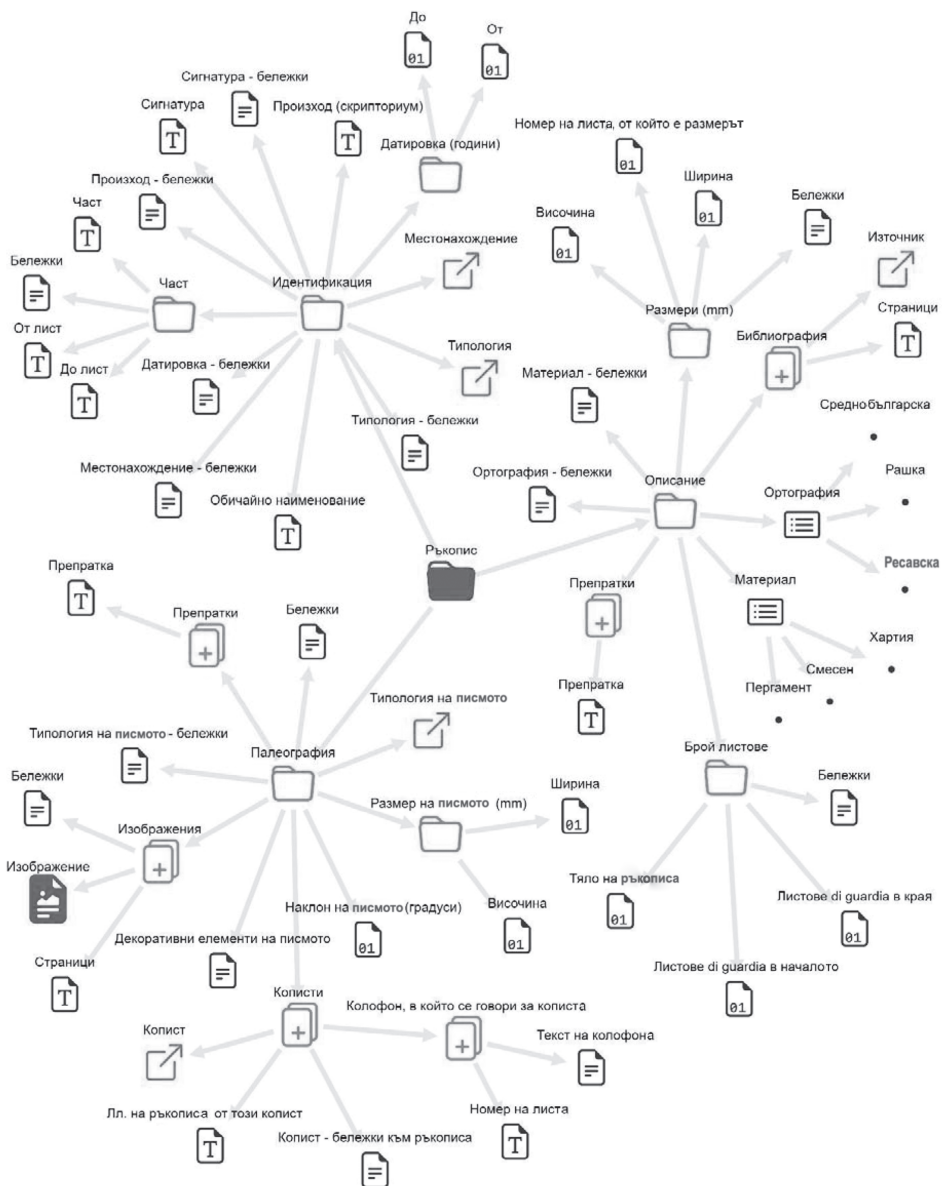 До
От
Сигнатура - бележки
Сигнатура
Произход (скрипториум)
Датировка (години)
Номер на листа, от който е размерът
Произход - бележки
Ширина
Част
Височина
Бележки
Местонахождение
Източник
Бележки
Част
Идентификация
Размери (mm)
Страници
От лист
Библиография
До лист
Датировка - бележки
Типология
Материал - бележки
Среднобългарска
Типология - бележки
Местонахождение - бележки
Ортография - бележки
Описание
Рашка
Обичайно наименование
Ортография
Ръкопис
Ресавска
Препратка
Препратки
Материал
Препратки
Бележки
Хартия
Смесен
Препратка
Пергамент
Типология на писмото
Типология на писмото - бележки
Палеография
Брой листове
Бележки
Размер на писмото (mm)
Ширина
Бележки
Изображения
Изображение
Тяло на ръкописа
Листове di guardia в края
Наклон на писмото (градуси)
Височина
Декоративни елементи на писмото
Страници
Листове di guardia в началото
Кописти
Колофон, в който се говори за кописта
Копист
Текст на колофона
Лл. на ръкописа от този копист
Номер на листа
Копист - бележки към ръкописа